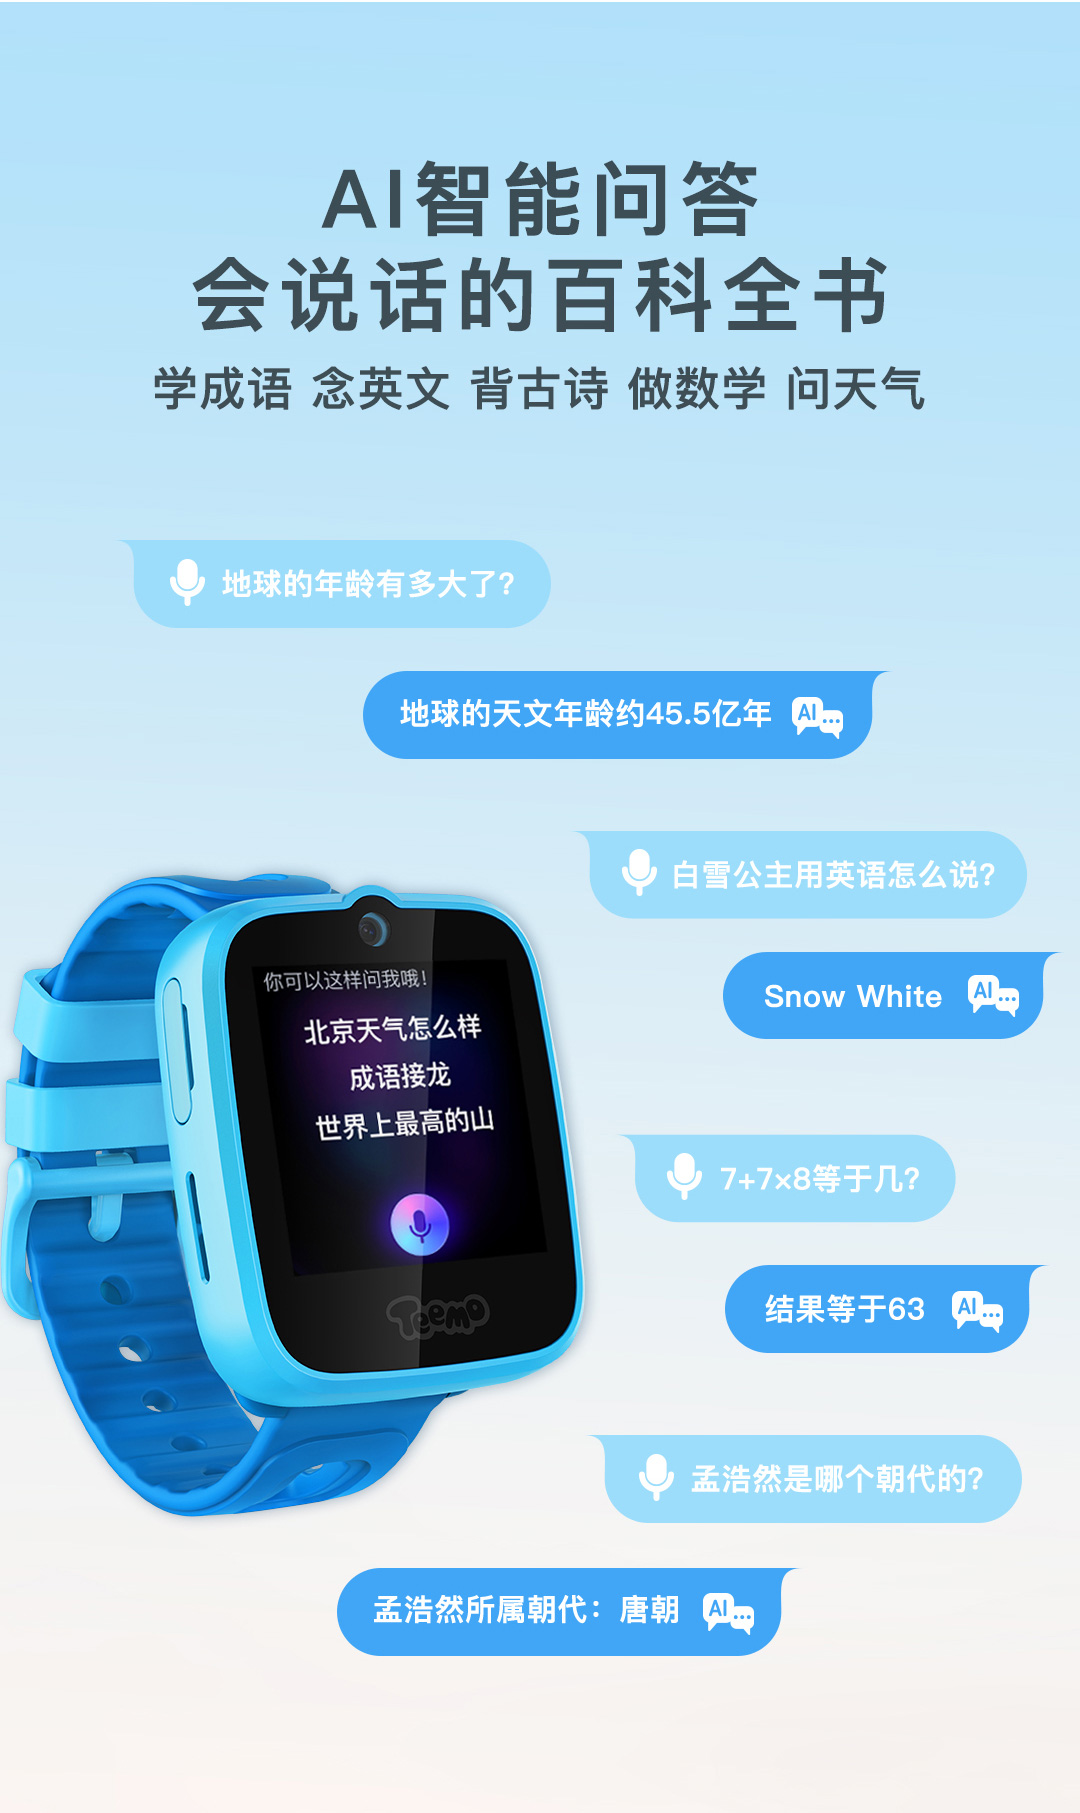 AI智能问答
会说话的百科全书
学成语 念英文 背古诗 做数学 问天气
地球的年龄有多大了?
地球的天文年龄约45.5亿年 AI
白雪公主用英语怎么说?
Snow White AI
你可以这样问我哦!
北京天气怎么样
成语接龙
世界上最高的山
Teemo
7+7×8等于几?
结果等于63 AI
孟浩然是哪个朝代的?
孟浩然所属朝代：唐朝 AI